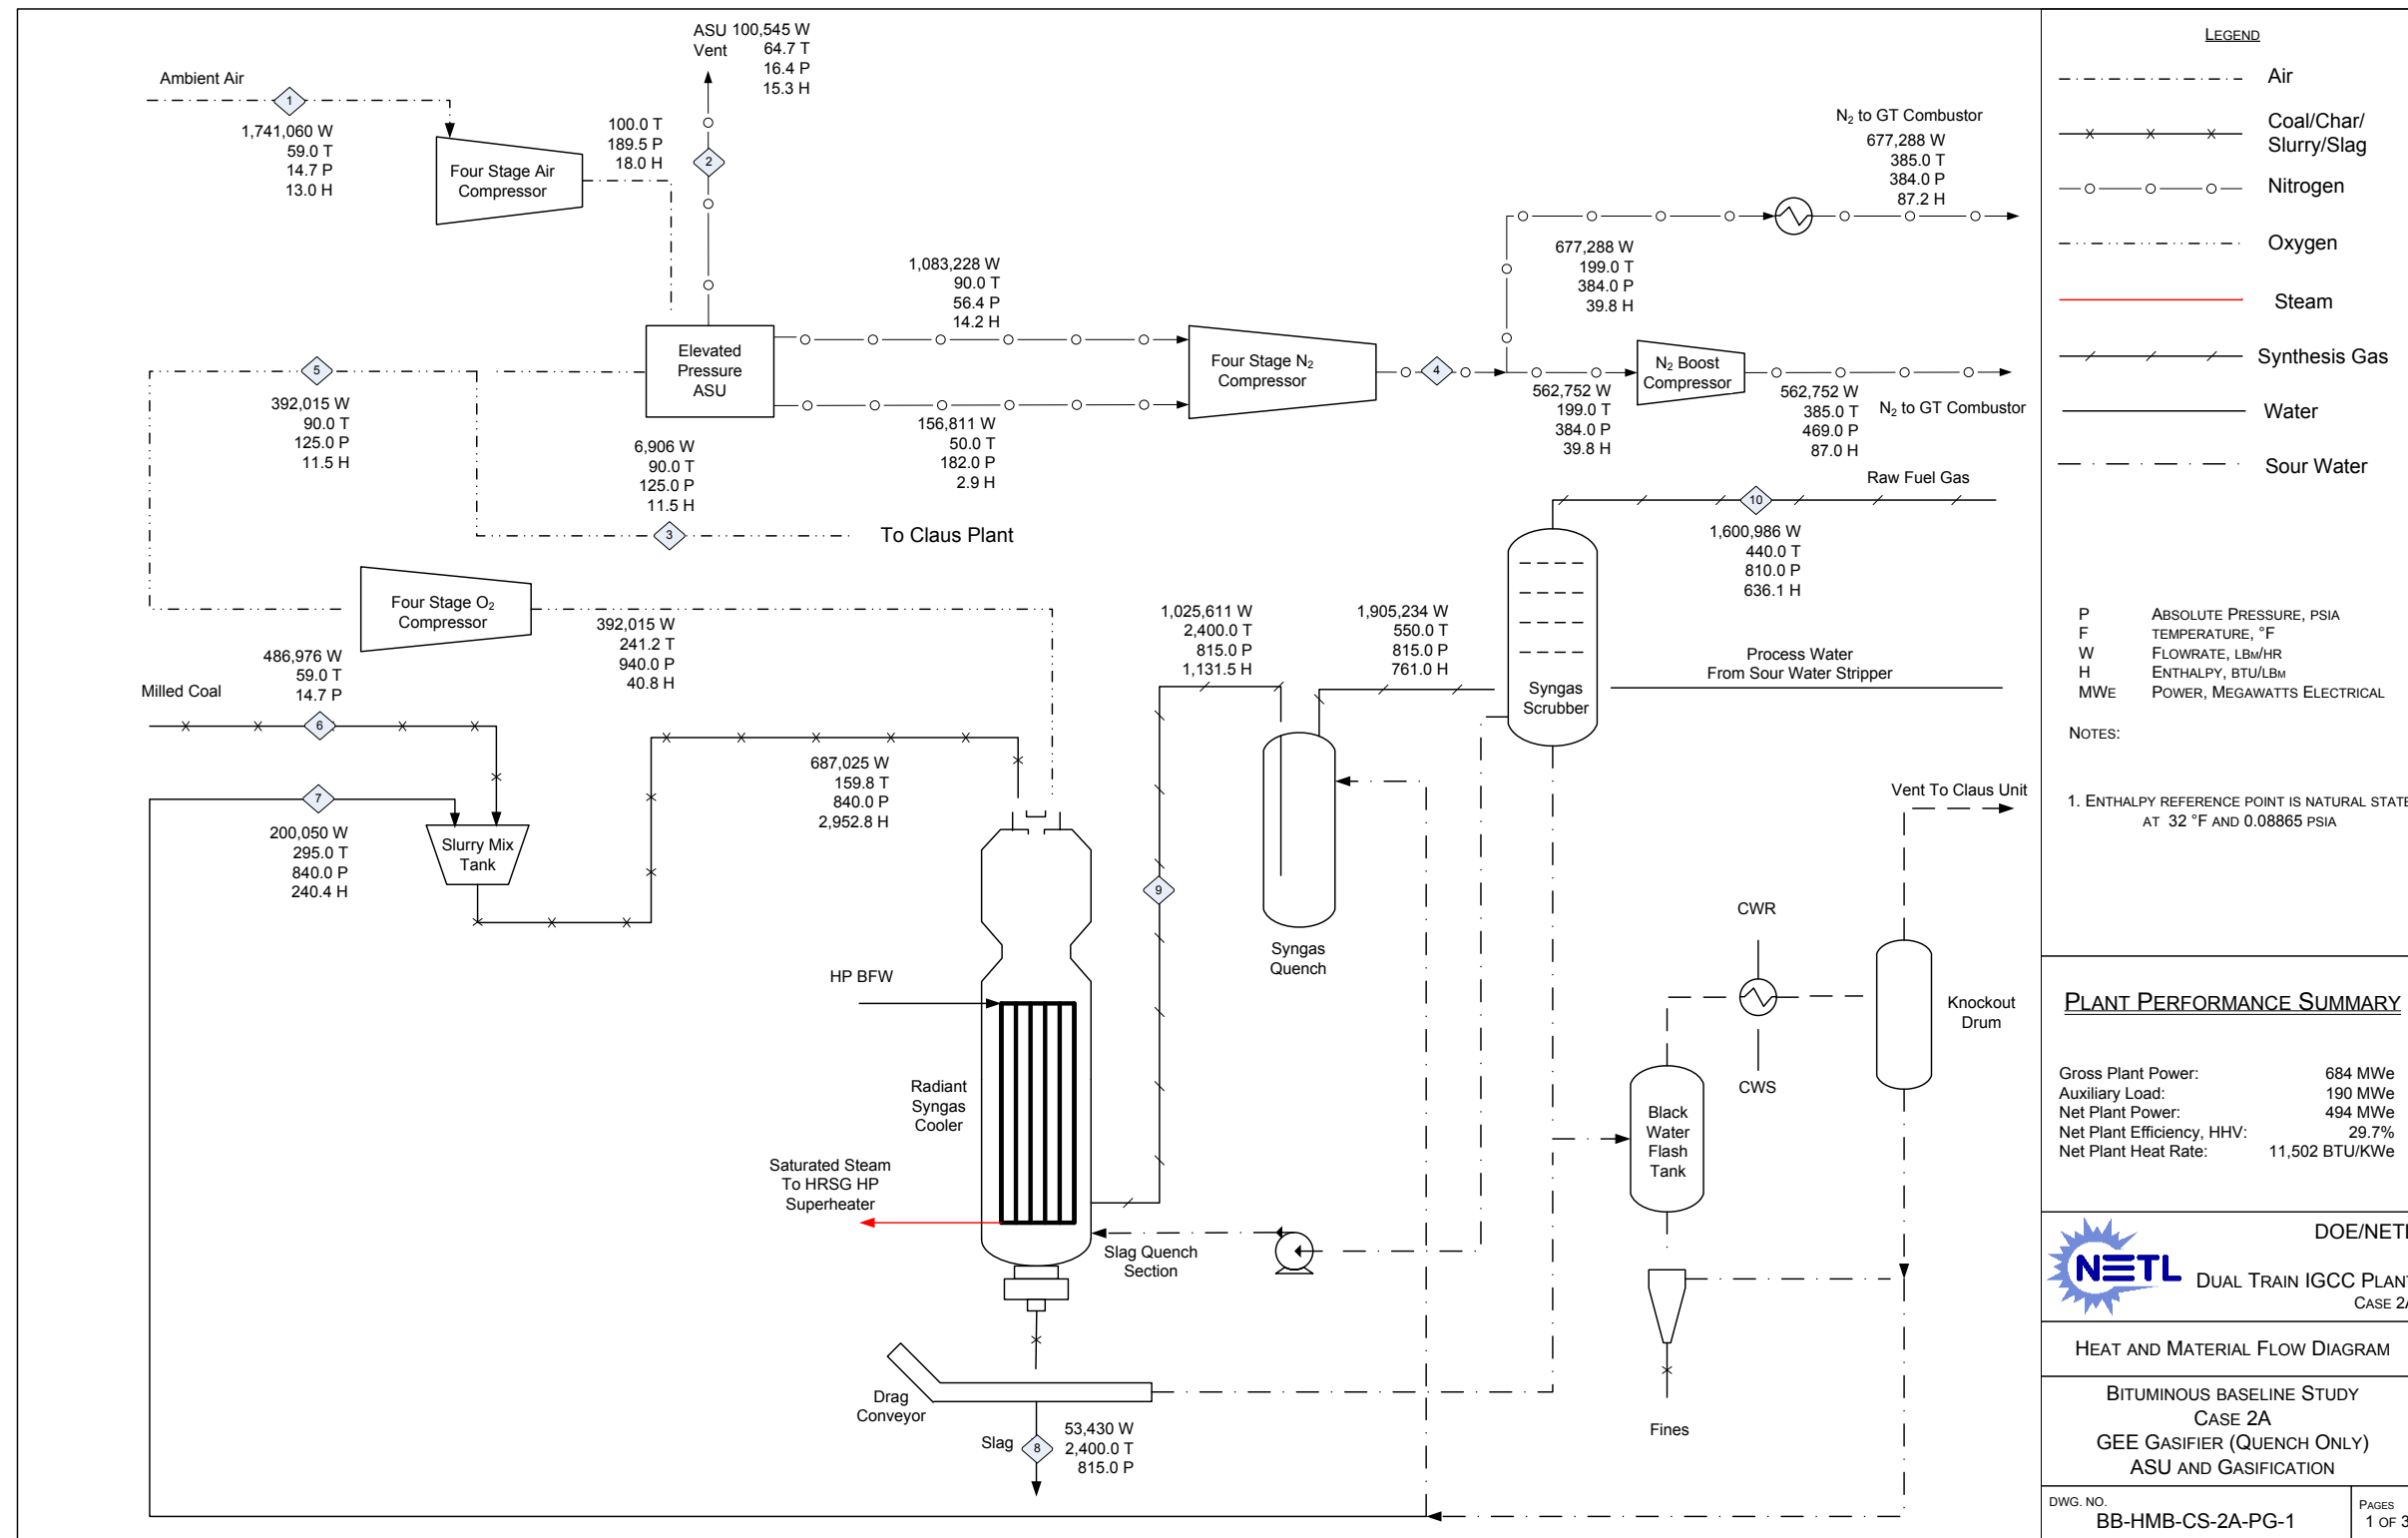 ASU 100,545 W
Vent 64.7 T
16.4 P
15.3 H
Ambient Air
1
1,741,060 W
59.0 T
14.7 P
13.0 H
Four Stage Air
Compressor
100.0 T
189.5 P
18.0 H
2
N2 to GT Combustor
677,288 W
385.0 T
384.0 P
87.2 H
677,288 W
199.0 T
384.0 P
39.8 H
1,083,228 W
90.0 T
56.4 P
14.2 H
Elevated
Pressure
ASU
Four Stage N2
Compressor
4
N2 Boost
Compressor
562,752 W
199.0 T
384.0 P
39.8 H
562,752 W
385.0 T
469.0 P
87.0 H
N2 to GT Combustor
5
392,015 W
90.0 T
125.0 P
11.5 H
6,906 W
90.0 T
125.0 P
11.5 H
156,811 W
50.0 T
182.0 P
2.9 H
3
To Claus Plant
Raw Fuel Gas
10
1,600,986 W
440.0 T
810.0 P
636.1 H
Four Stage O2
Compressor
392,015 W
241.2 T
940.0 P
40.8 H
486,976 W
59.0 T
14.7 P
Milled Coal
6
1,025,611 W
2,400.0 T
815.0 P
1,131.5 H
1,905,234 W
550.0 T
815.0 P
761.0 H
Syngas
Scrubber
Process Water
From Sour Water Stripper
687,025 W
159.8 T
840.0 P
2,952.8 H
7
200,050 W
295.0 T
840.0 P
240.4 H
Slurry Mix
Tank
9
Syngas
Quench
Vent To Claus Unit
CWR
CWS
Knockout
Drum
HP BFW
Radiant
Syngas
Cooler
Black
Water
Flash
Tank
Saturated Steam
To HRSG HP
Superheater
Slag Quench
Section
Drag
Conveyor
Slag
8
53,430 W
2,400.0 T
815.0 P
Fines
LEGEND
Air
Coal/Char/
Slurry/Slag
Nitrogen
Oxygen
Steam
Synthesis Gas
Water
Sour Water
P ABSOLUTE PRESSURE, PSIA
F TEMPERATURE, °F
W FLOWRATE, LBM/HR
H ENTHALPY, BTU/LBM
MWE POWER, MEGAWATTS ELECTRICAL
NOTES:
1. ENTHALPY REFERENCE POINT IS NATURAL STATE
AT 32 °F AND 0.08865 PSIA
PLANT PERFORMANCE SUMMARY
Gross Plant Power: 684 MWe
Auxiliary Load: 190 MWe
Net Plant Power: 494 MWe
Net Plant Efficiency, HHV: 29.7%
Net Plant Heat Rate: 11,502 BTU/KWe
NETL
DOE/NETL
DUAL TRAIN IGCC PLANT
CASE 2A
HEAT AND MATERIAL FLOW DIAGRAM
BITUMINOUS BASELINE STUDY
CASE 2A
GEE GASIFIER (QUENCH ONLY)
ASU AND GASIFICATION
DWG. NO.
BB-HMB-CS-2A-PG-1
PAGES
1 OF 3